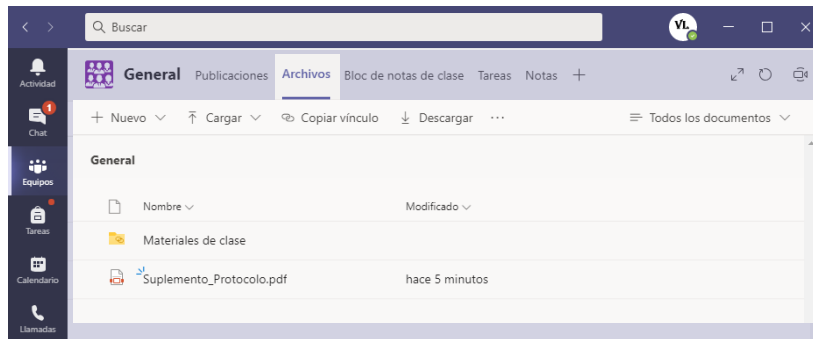 Buscar
VL
Actividad
General Publicaciones Archivos Bloc de notas de clase Tareas Notas
1
Chat
Nuevo Cargar Copiar vínculo Descargar ... Todos los documentos
Equipos
General
Tareas
Nombre Modificado
Materiales de clase
Calendario
Suplemento_Protocolo.pdf hace 5 minutos
Llamadas